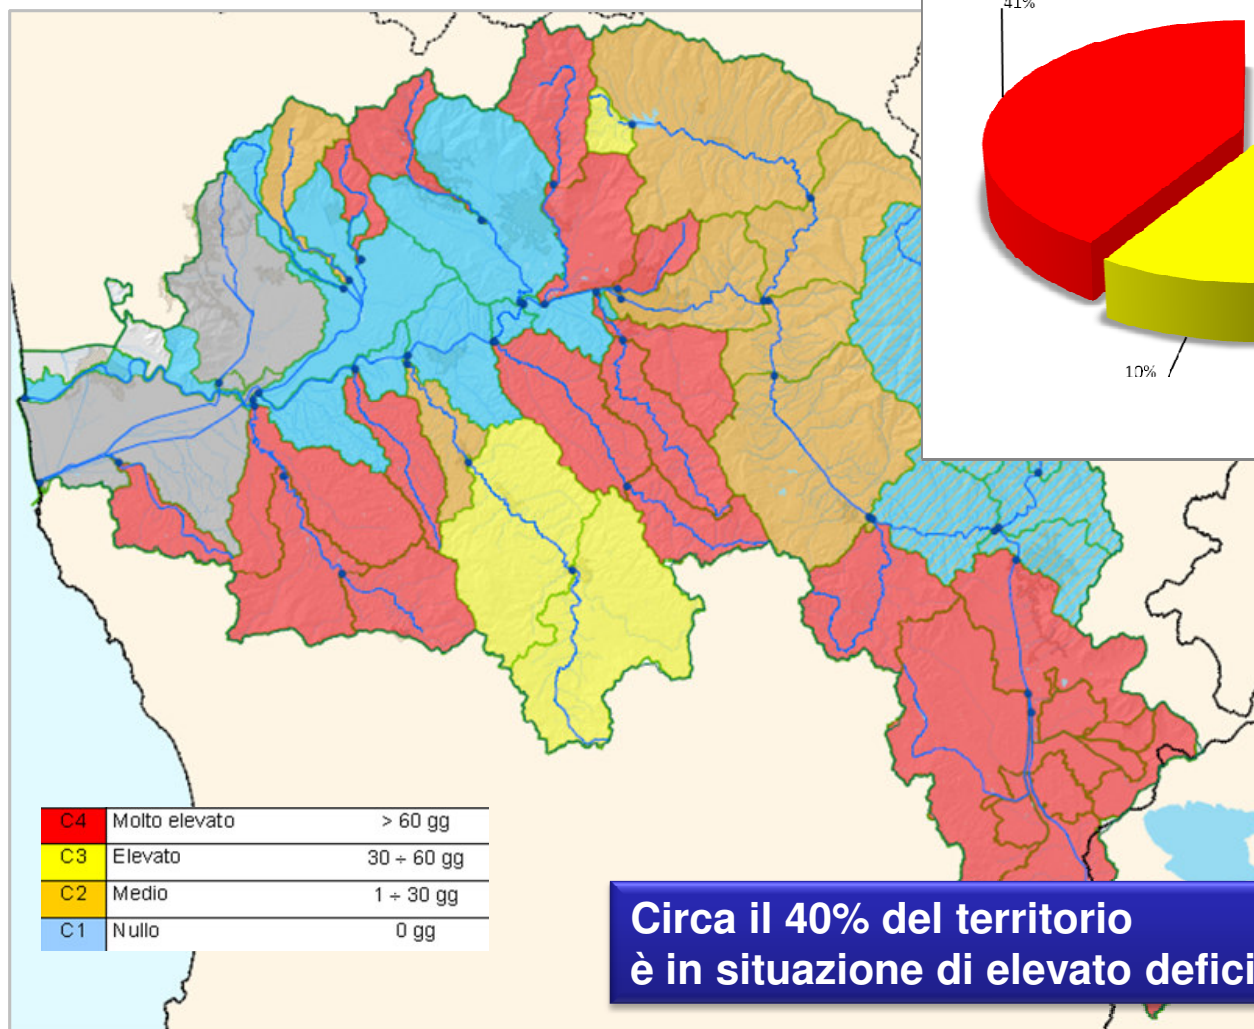 41%
10%
C4 Molto elevato > 60 gg
C3 Elevato 30 ÷ 60 gg
C2 Medio 1 ÷ 30 gg
C1 Nullo 0 gg
Circa il 40% del territorio
è in situazione di elevato defici